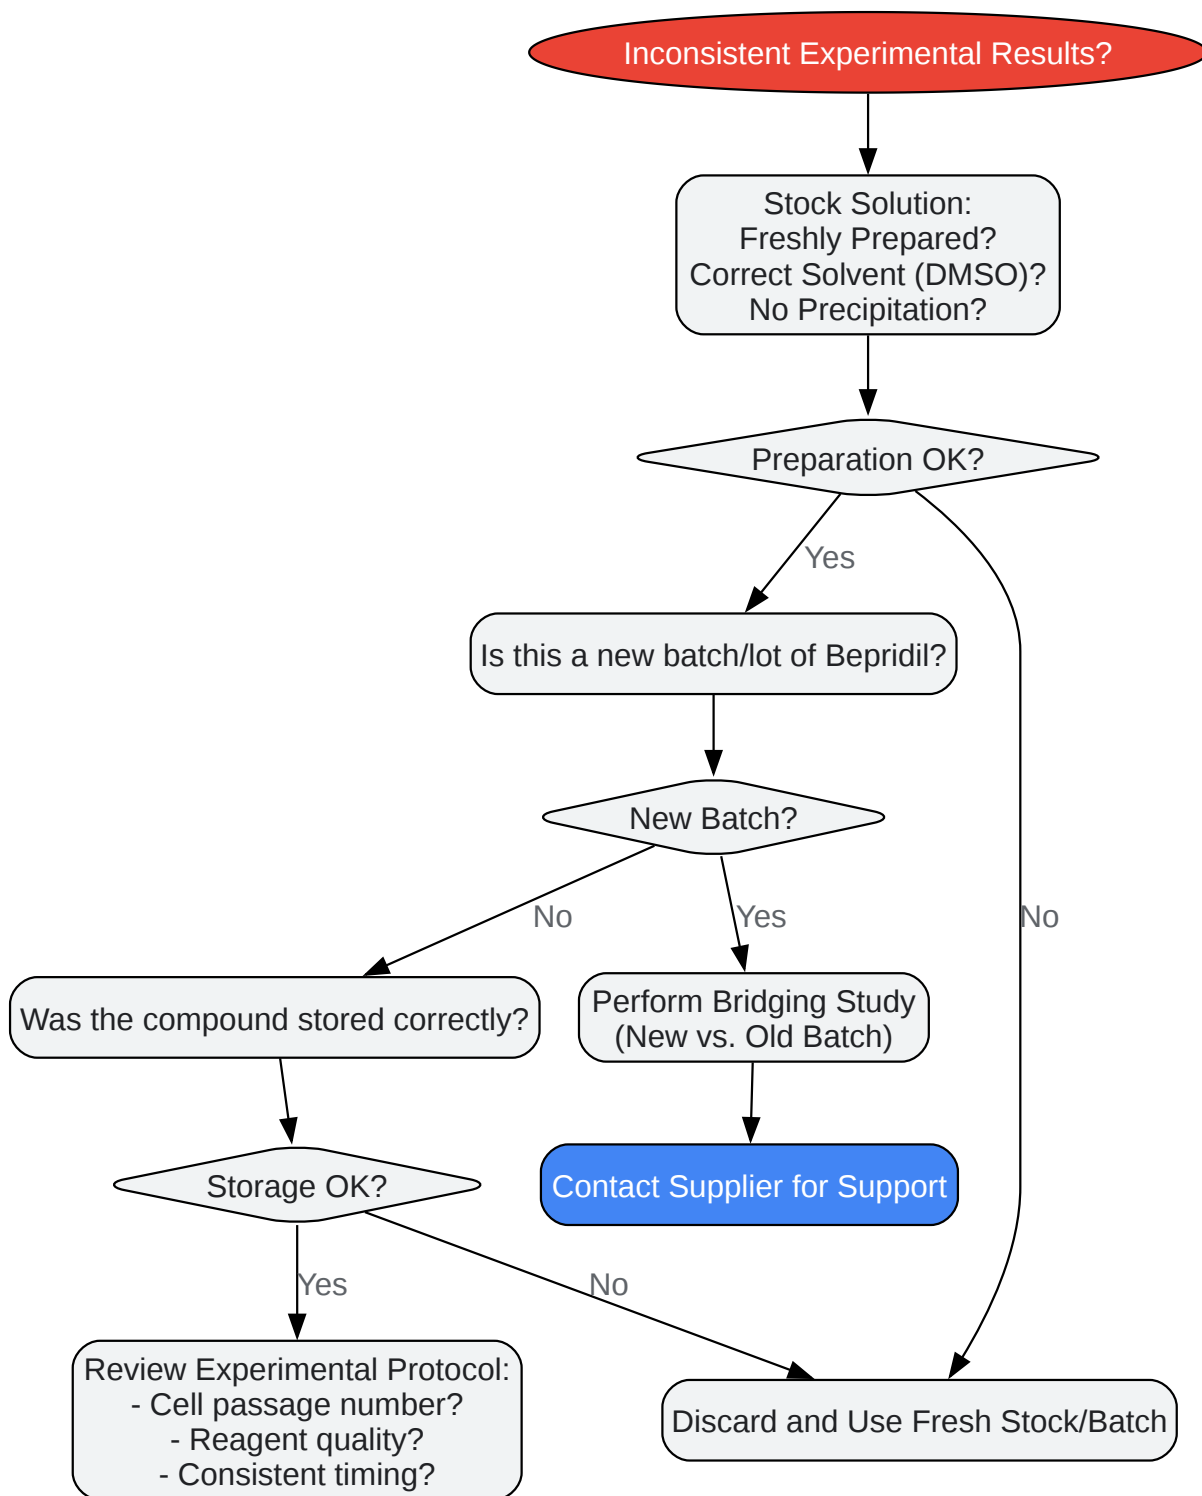 Inconsistent Experimental Results?
Stock Solution:
Freshly Prepared?
Correct Solvent (DMSO)?
No Precipitation?
Preparation OK?
Yes
Is this a new batch/lot of Bepridil?
New Batch?
No
Yes
No
Was the compound stored correctly?
Perform Bridging Study
(New vs. Old Batch)
Storage OK?
Contact Supplier for Support
Yes
No
Review Experimental Protocol:
- Cell passage number?
- Reagent quality?
- Consistent timing?
Discard and Use Fresh Stock/Batch